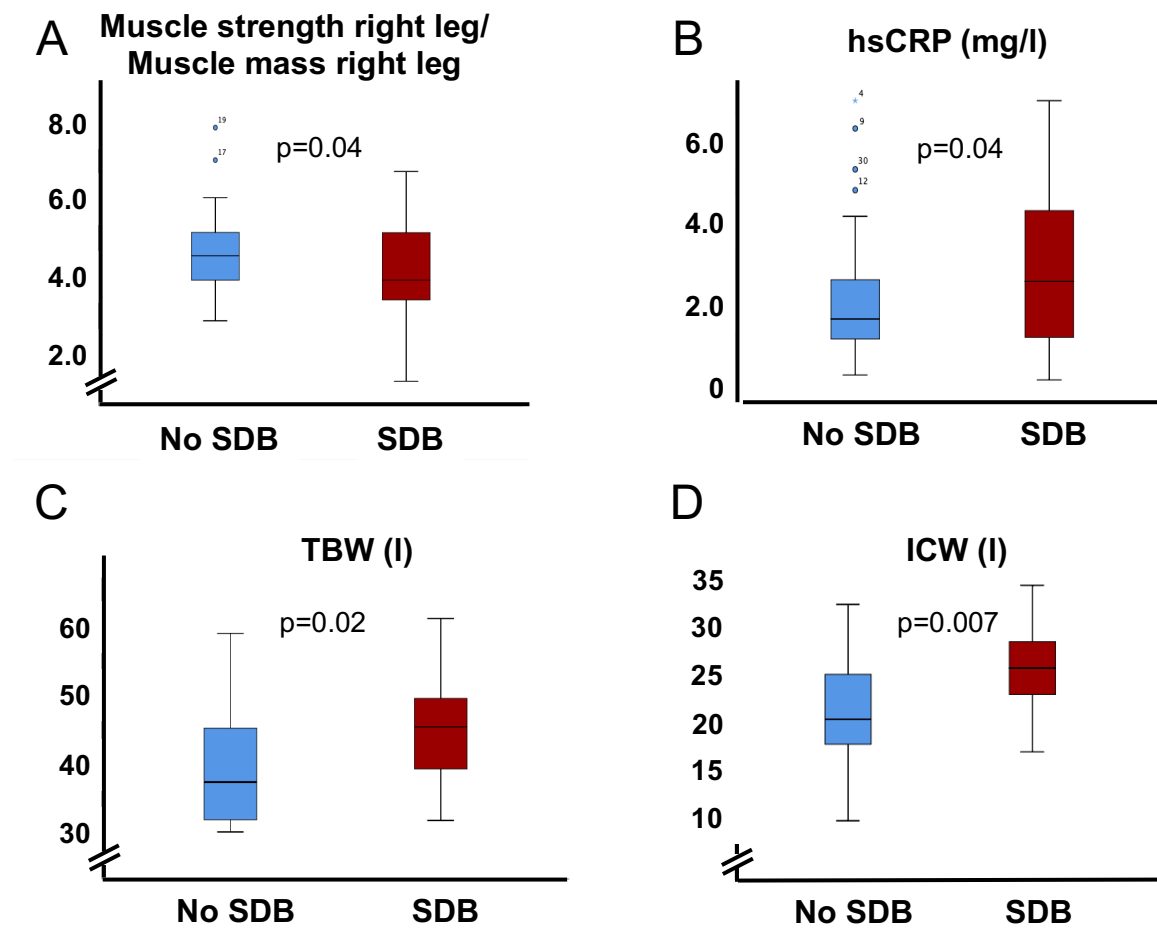 A
Muscle strength right leg/
Muscle mass right leg
8.0
6.0
4.0
2.0
19
17
p=0.04
No SDB
SDB
B
hsCRP (mg/l)
6.0
4.0
2.0
0
4
9
30
12
p=0.04
No SDB
SDB
C
TBW (l)
60
50
40
30
p=0.02
No SDB
SDB
D
ICW (l)
35
30
25
20
15
10
p=0.007
No SDB
SDB